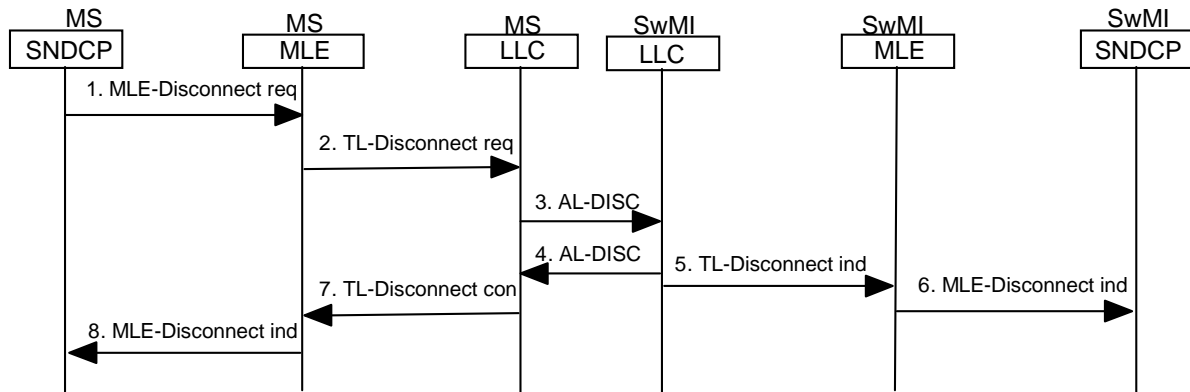 MS
SNDCP
MS
MLE
MS
LLC
SwMI
LLC
SwMI
MLE
SwMI
SNDCP
1. MLE-Disconnect req
2. TL-Disconnect req
3. AL-DISC
4. AL-DISC
5. TL-Disconnect ind
6. MLE-Disconnect ind
7. TL-Disconnect con
8. MLE-Disconnect ind